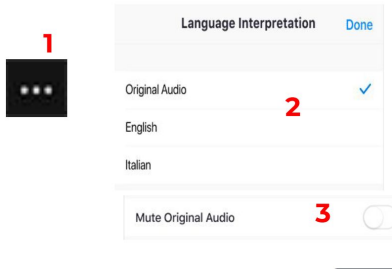 1
Language Interpretation Done
Original Audio
2
English
Italian
Mute Original Audio 3